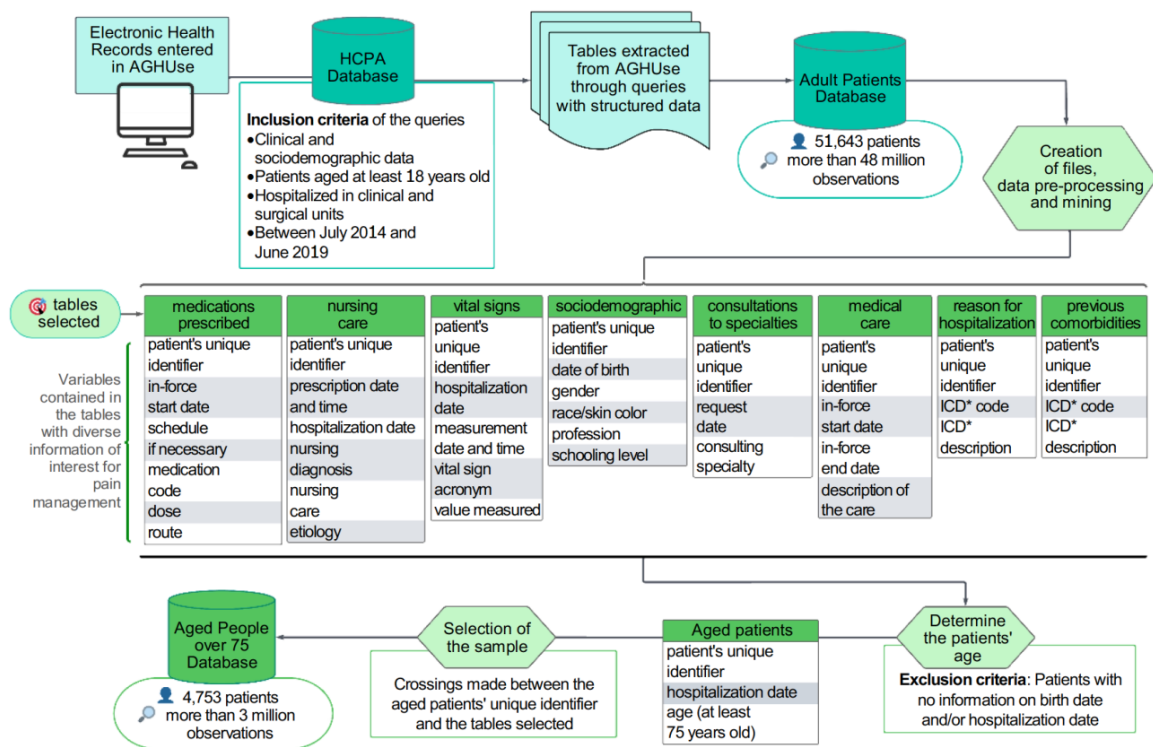 Electronic Health
Records entered
in AGHUse
HCPA
Database
Inclusion criteria of the queries
•Clinical and
sociodemographic data
•Patients aged at least 18 years old
•Hospitalized in clinical and
surgical units
•Between July 2014 and
June 2019
Tables extracted
from AGHUse
through queries
with structured data
Adult Patients
Database
51,643 patients
more than 48 million
observations
Creation
of files,
data pre-processing
and mining
tables
selected
Variables
contained in
the tables
with diverse
information of
interest for
pain
management
medications
prescribed
patient's unique
identifier
in-force
start date
schedule
if necessary
medication
code
dose
route
nursing
care
patient's unique
identifier
prescription date
and time
hospitalization date
nursing
diagnosis
nursing
care
etiology
vital signs
patient's
unique
identifier
hospitalization
date
measurement
date and time
vital sign
acronym
value measured
sociodemographic
patient's unique
identifier
date of birth
gender
race/skin color
profession
schooling level
consultations
to specialties
patient's
unique
identifier
request
date
consulting
specialty
medical
care
patient's
unique
identifier
in-force
start date
in-force
end date
description of
the care
reason for
hospitalization
patient's
unique
identifier
ICD* code
ICD*
description
previous
comorbidities
patient's
unique
identifier
ICD* code
ICD*
description
Determine
the patients'
age
Exclusion criteria: Patients with
no information on birth date
and/or hospitalization date
Aged patients
patient's unique
identifier
hospitalization date
age (at least
75 years old)
Selection of
the sample
Crossings made between the
aged patients' unique identifier
and the tables selected
Aged People
over 75
Database
4,753 patients
more than 3 million
observations